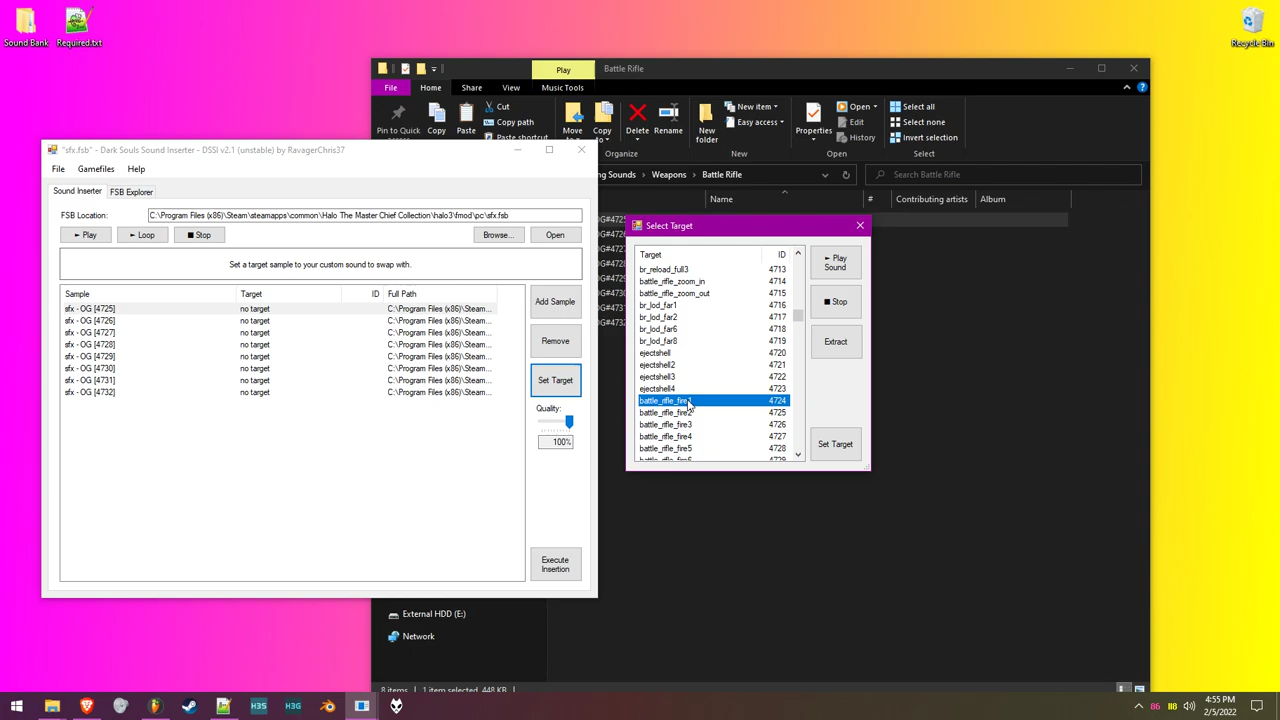 Sound Bank
Required.txt
Recycle Bin
Play
Battle Rifle
File
Home
Share
View
Music Tools
Pin to Quick
Copy
Paste
Cut
Copy path
Paste shortcut
Move
Copy
Delete
Rename
New
folder
New item
Easy access
Properties
Open
Edit
History
Select all
Select none
Invert selection
Organize
New
Open
Select
ng Sounds
Weapons
Battle Rifle
Search Battle Rifle
Name
#
Contributing artists
Album
"sfx.fsb" - Dark Souls Sound Inserter - DSSI v2.1 (unstable) by RavagerChris37
File Gamefiles Help
Sound Inserter FSB Explorer
FSB Location: C:\Program Files (x86)\Steam\steamapps\common\Halo The Master Chief Collection\halo3\fmod\pc\sfx.fsb
► Play ► Loop ■ Stop Browse... Open
Set a target sample to your custom sound to swap with.
Sample Target ID Full Path
sfx - OG [4725] no target C:\Program Files (x86)\Steam...
sfx - OG [4726] no target C:\Program Files (x86)\Steam...
sfx - OG [4727] no target C:\Program Files (x86)\Steam...
sfx - OG [4728] no target C:\Program Files (x86)\Steam...
sfx - OG [4729] no target C:\Program Files (x86)\Steam...
sfx - OG [4730] no target C:\Program Files (x86)\Steam...
sfx - OG [4731] no target C:\Program Files (x86)\Steam...
sfx - OG [4732] no target C:\Program Files (x86)\Steam...
Add Sample
Remove
Set Target
Quality:
100%
Execute
Insertion
Select Target
Target ID
br_reload_full3 4713
battle_rifle_zoom_in 4714
battle_rifle_zoom_out 4715
br_lod_far1 4716
br_lod_far2 4717
br_lod_far6 4718
br_lod_far8 4719
ejectshell 4720
ejectshell2 4721
ejectshell3 4722
ejectshell4 4723
battle_rifle_fire1 4724
battle_rifle_fire2 4725
battle_rifle_fire3 4726
battle_rifle_fire4 4727
battle_rifle_fire5 4728
► Play
Sound
■ Stop
Extract
Set Target
External HDD (E:)
Network
8 items 1 item selected 448 KB
H3S
H3G
86
4:55 PM
2/5/2022